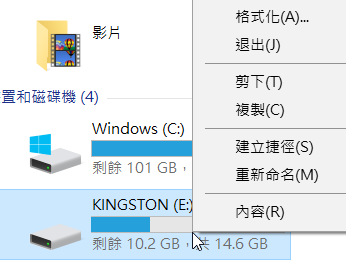 影片
置和磁碟機 (4)
Windows (C:)
剩餘 101 GB，
KINGSTON (E:)
剩餘 10.2 GB，共 14.6 GB
格式化(A)...
退出(J)
剪下(T)
複製(C)
建立捷徑(S)
重新命名(M)
內容(R)